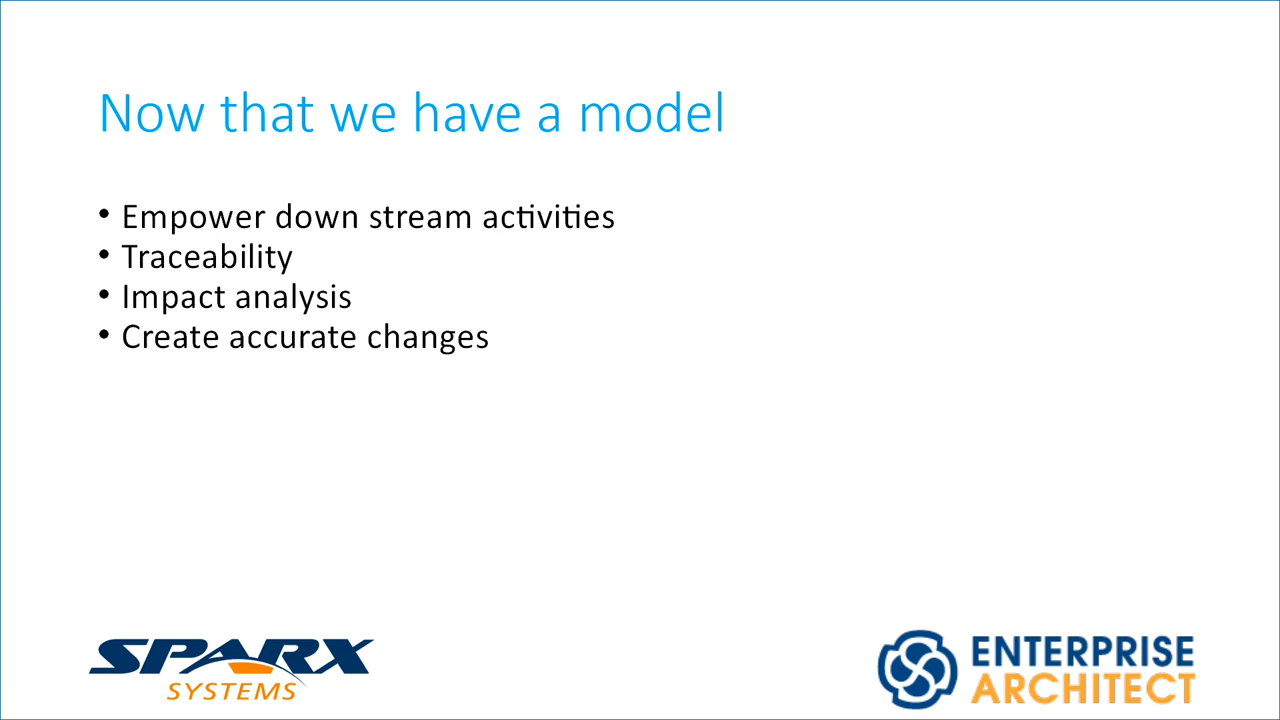 Now that we have a model
• Empower down stream activities
• Traceability
• Impact analysis
• Create accurate changes
SPARX
SYSTEMS
ENTERPRISE
ARCHITECT